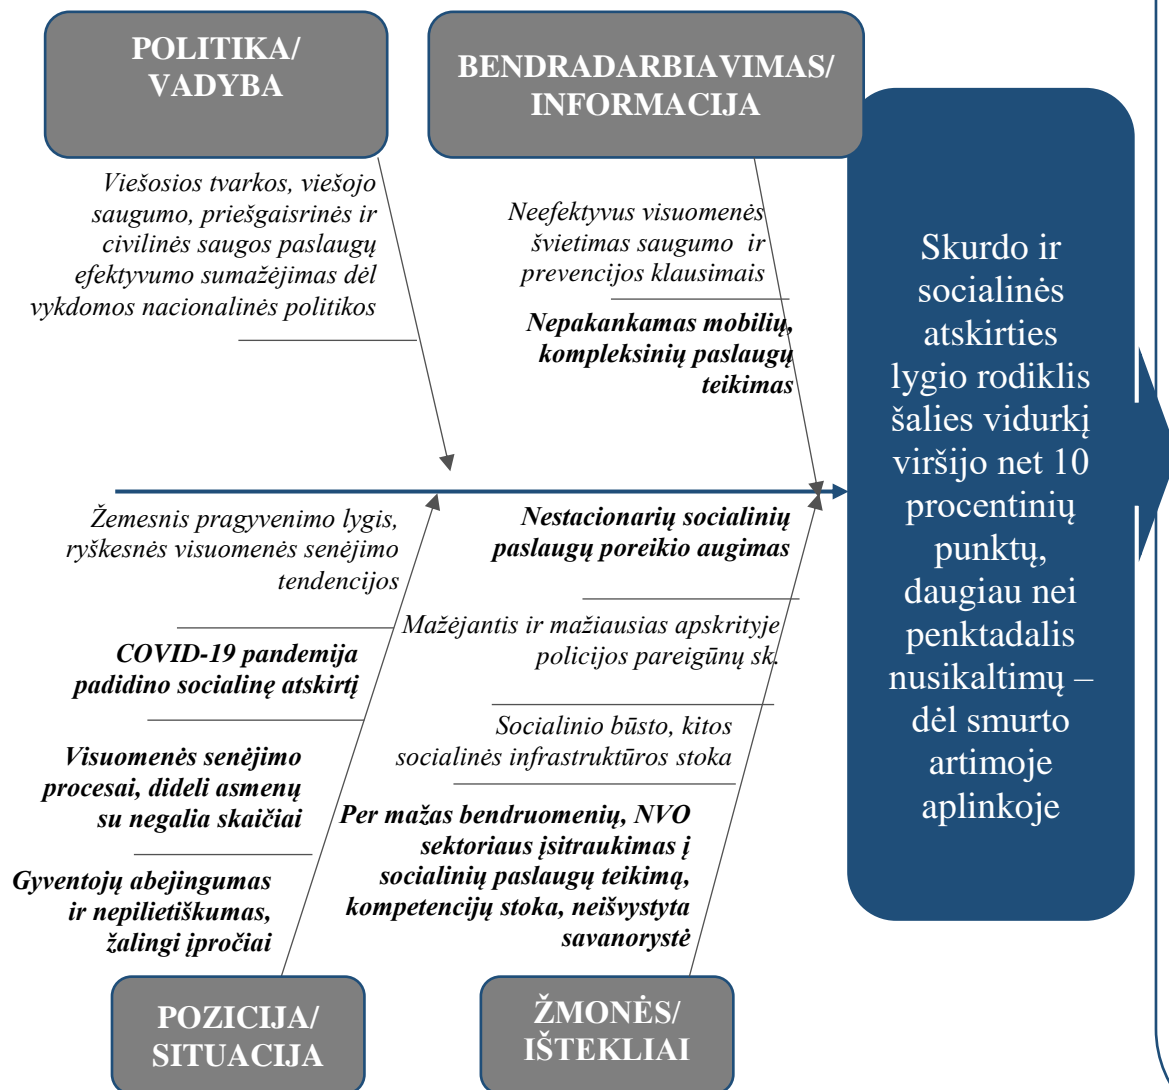 POLITIKA/
VADYBA
BENDRADARBIAVIMAS/
INFORMACIJA
Viešosios tvarkos, viešojo
saugumo, priešgaisrinės ir
civilinės saugos paslaugų
efektyvumo sumažėjimas dėl
vykdomos nacionalinės politikos
Neefektyvus visuomenės
švietimas saugumo ir
prevencijos klausimais
Nepakankamas mobilių,
kompleksinių paslaugų
teikimas
Žemesnis pragyvenimo lygis,
ryškesnės visuomenės senėjimo
tendencijos
COVID-19 pandemija
padidino socialinę atskirtį
Visuomenės senėjimo
procesai, dideli asmenų
su negalia skaičiai
Gyventojų abejingumas
ir nepilietiškumas,
žalingi įpročiai
Nestacionarių socialinių
paslaugų poreikio augimas
Mažėjantis ir mažiausias apskrityje
policijos pareigūnų sk.
Socialinio būsto, kitos
socialinės infrastruktūros stoka
Per mažas bendruomenių, NVO
sektoriaus įsitraukimas į
socialinių paslaugų teikimą,
kompetencijų stoka, neišvystyta
savanorystė
POZICIJA/
SITUACIJA
ŽMONĖS/
IŠTEKLIAI
Skurdo ir
socialinės
atskirties
lygio rodiklis
šalies vidurkį
viršijo net 10
procentinių
punktų,
daugiau nei
penktadalis
nusikaltimų –
dėl smurto
artimoje
aplinkoje